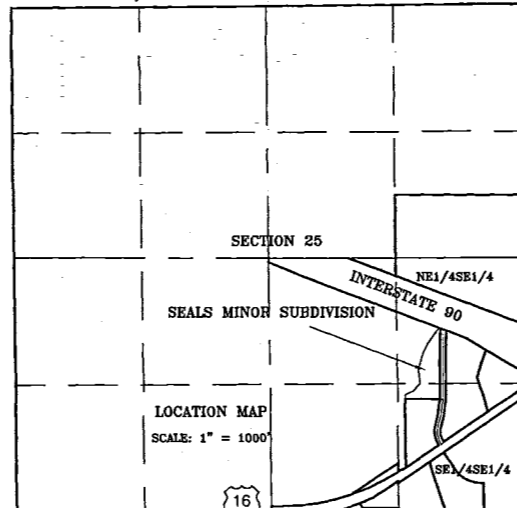 SECTION 25
NE1/4SE1/4
INTERSTATE 90
SEALS MINOR SUBDIVISION
LOCATION MAP
SCALE: 1" = 1000'
SE1/4SE1/4
16